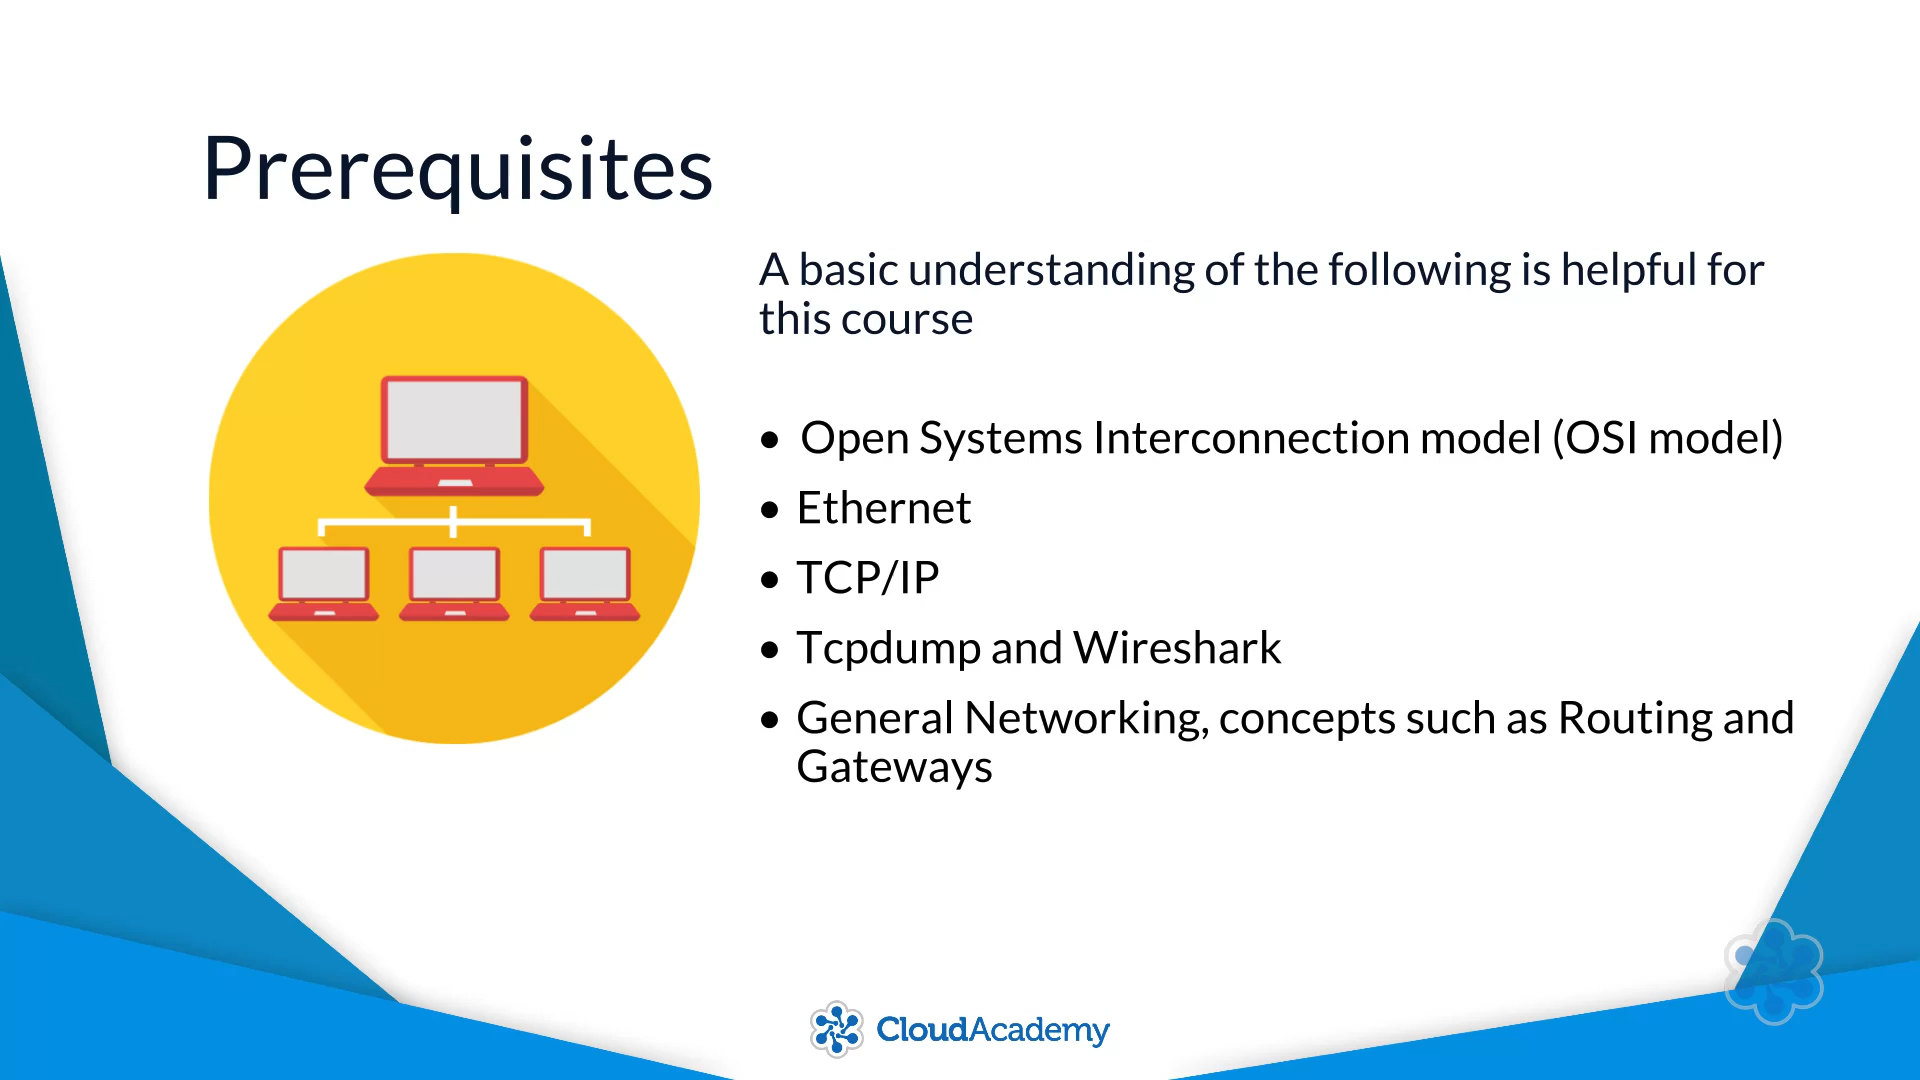 Prerequisites
A basic understanding of the following is helpful for
this course
• Open Systems Interconnection model (OSI model)
• Ethernet
• TCP/IP
• Tcpdump and Wireshark
• General Networking, concepts such as Routing and
Gateways
CloudAcademy